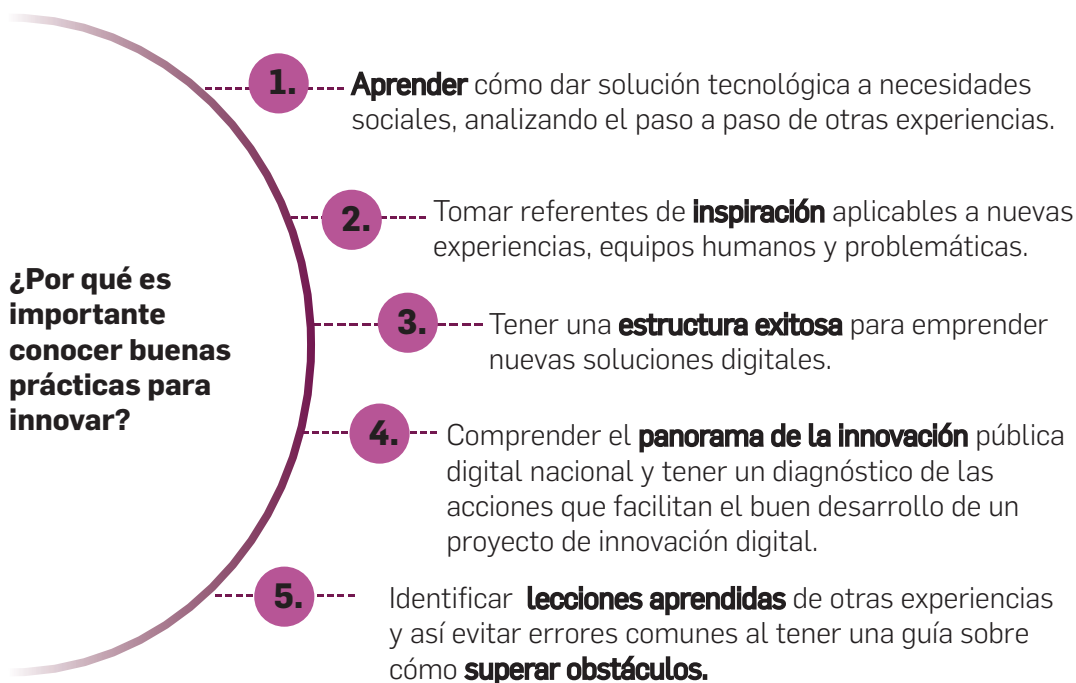 ¿Por qué es
importante
conocer buenas
prácticas para
innovar?
1.
Aprender cómo dar solución tecnológica a necesidades
sociales, analizando el paso a paso de otras experiencias.
2.
Tomar referentes de inspiración aplicables a nuevas
experiencias, equipos humanos y problemáticas.
3.
Tener una estructura exitosa para emprender
nuevas soluciones digitales.
4.
Comprender el panorama de la innovación pública
digital nacional y tener un diagnóstico de las
acciones que facilitan el buen desarrollo de un
proyecto de innovación digital.
5.
Identificar lecciones aprendidas de otras experiencias
y así evitar errores comunes al tener una guía sobre
cómo superar obstáculos.